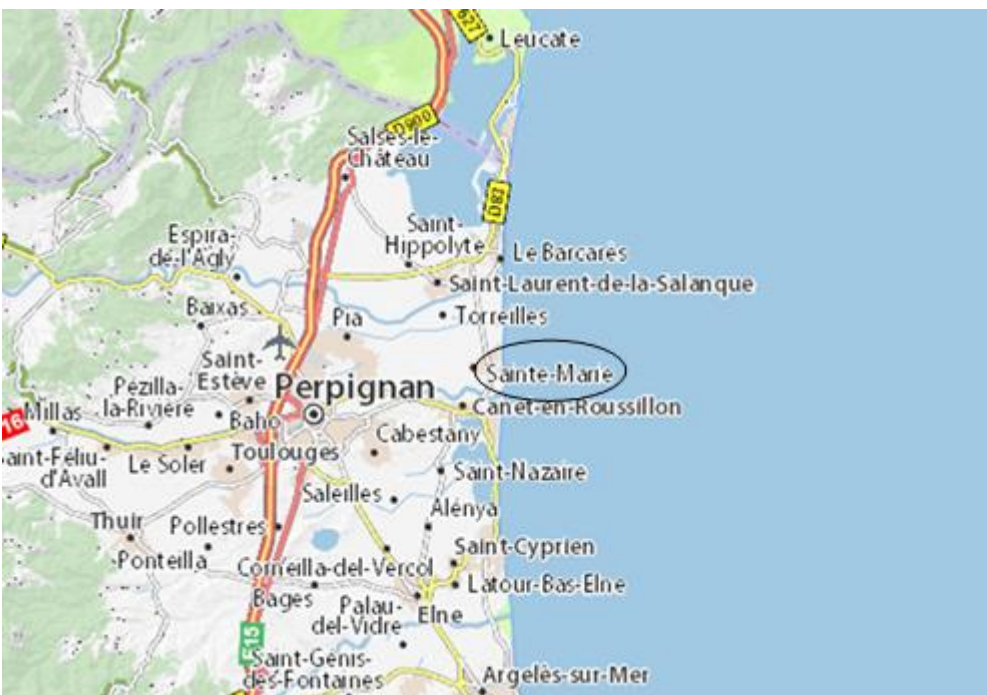 627
Leucate
D900
Salses-le-
Château
D83
Saint-
Hippolyte
Espira-
de-l'Agly
Le Barcarès
Saint-Laurent-de-la-Salanque
Baixas
Pia
Torreilles
Saint-
Estève
Sainte-Marie
Pézilla-
la-Rivière
Perpignan
Canet-en-Roussillon
Millas
16
Baho
Cabestany
aint-Féliu-
d'Avall
Le Soler
Toulouges
Saint-Nazaire
Saleilles
Alénya
Thuir
Pollestres
Ponteilla
Corneilla-del-Vercol
Saint-Cyprien
Latour-Bas-Elne
Bages
Palau-
del-Vidre
Elne
E15
Saint-Génis-
des-Fontaines
Argelès-sur-Mer